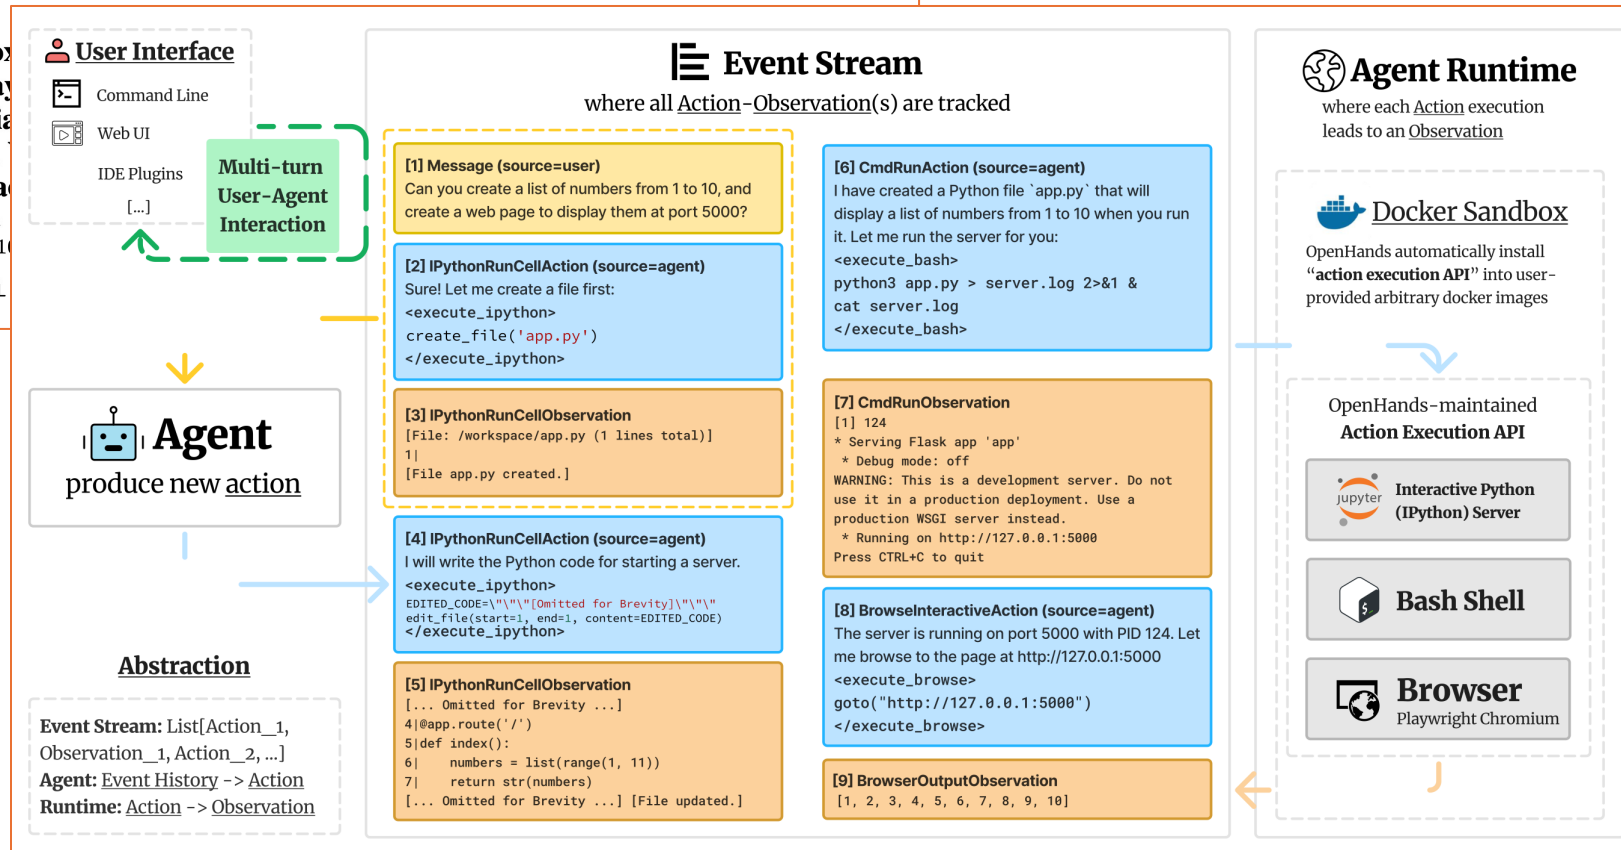 User Interface
Command Line
Web UI
IDE Plugins
[...]
Multi-turn
User-Agent
Interaction
Agent
produce new action
Abstraction
Event Stream: List[Action_1,
Observation_1, Action_2, ...]
Agent: Event History -> Action
Runtime: Action -> Observation
Event Stream
where all Action-Observation(s) are tracked
[1] Message (source=user)
Can you create a list of numbers from 1 to 10, and
create a web page to display them at port 5000?
[2] IPythonRunCellAction (source=agent)
Sure! Let me create a file first:
<execute_ipython>
create_file('app.py')
</execute_ipython>
[3] IPythonRunCellObservation
[File: /workspace/app.py (1 lines total)]
1|
[File app.py created.]
[4] IPythonRunCellAction (source=agent)
I will write the Python code for starting a server.
<execute_ipython>
EDITED_CODE=\"\"\"[Omitted for Brevity]\"\"\"
edit_file(start=1, end=1, content=EDITED_CODE)
</execute_ipython>
[5] IPythonRunCellObservation
[... Omitted for Brevity ...]
4|@app.route('/')
5|def index():
6|    numbers = list(range(1, 11))
7|    return str(numbers)
[... Omitted for Brevity ...] [File updated.]
[6] CmdRunAction (source=agent)
I have created a Python file `app.py` that will
display a list of numbers from 1 to 10 when you run
it. Let me run the server for you:
<execute_bash>
python3 app.py > server.log 2>&1 &
cat server.log
</execute_bash>
[7] CmdRunObservation
[1] 124
* Serving Flask app 'app'
* Debug mode: off
WARNING: This is a development server. Do not
use it in a production deployment. Use a
production WSGI server instead.
* Running on http://127.0.0.1:5000
Press CTRL+C to quit
[8] BrowseInteractiveAction (source=agent)
The server is running on port 5000 with PID 124. Let
me browse to the page at http://127.0.0.1:5000
<execute_browse>
goto("http://127.0.0.1:5000")
</execute_browse>
[9] BrowserOutputObservation
[1, 2, 3, 4, 5, 6, 7, 8, 9, 10]
Agent Runtime
where each Action execution
leads to an Observation
Docker Sandbox
OpenHands automatically install
“action execution API” into user-
provided arbitrary docker images
OpenHands-maintained
Action Execution API
jupyter
Interactive Python
(IPython) Server
$_
Bash Shell
Browser
Playwright Chromium